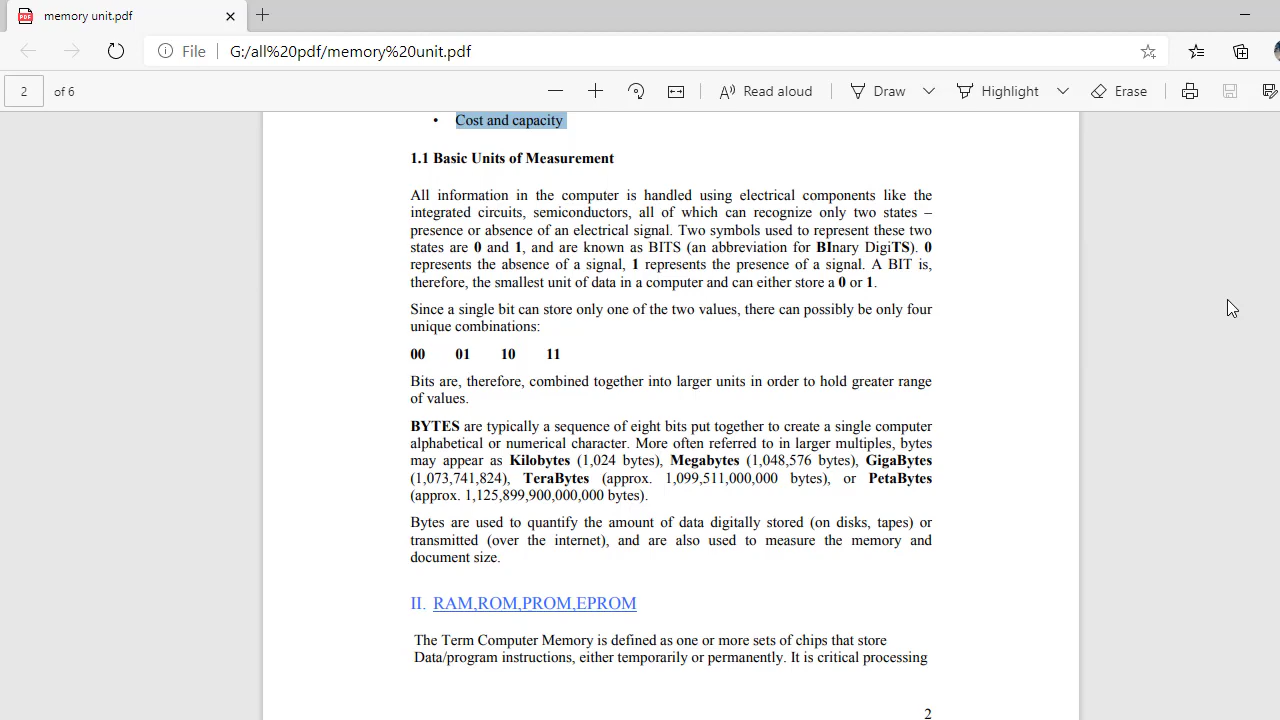 memory unit.pdf
File G:/all%20pdf/memory%20unit.pdf
2 of 6 Read aloud Draw Highlight Erase
• Cost and capacity
1.1 Basic Units of Measurement
All information in the computer is handled using electrical components like the
integrated circuits, semiconductors, all of which can recognize only two states –
presence or absence of an electrical signal. Two symbols used to represent these two
states are 0 and 1, and are known as BITS (an abbreviation for BInary DigiTS). 0
represents the absence of a signal, 1 represents the presence of a signal. A BIT is,
therefore, the smallest unit of data in a computer and can either store a 0 or 1.
Since a single bit can store only one of the two values, there can possibly be only four
unique combinations:
00 01 10 11
Bits are, therefore, combined together into larger units in order to hold greater range
of values.
BYTES are typically a sequence of eight bits put together to create a single computer
alphabetical or numerical character. More often referred to in larger multiples, bytes
may appear as Kilobytes (1,024 bytes), Megabytes (1,048,576 bytes), GigaBytes
(1,073,741,824), TeraBytes (approx. 1,099,511,000,000 bytes), or PetaBytes
(approx. 1,125,899,900,000,000 bytes).
Bytes are used to quantify the amount of data digitally stored (on disks, tapes) or
transmitted (over the internet), and are also used to measure the memory and
document size.
II. RAM,ROM,PROM,EPROM
The Term Computer Memory is defined as one or more sets of chips that store
Data/program instructions, either temporarily or permanently. It is critical processing
2